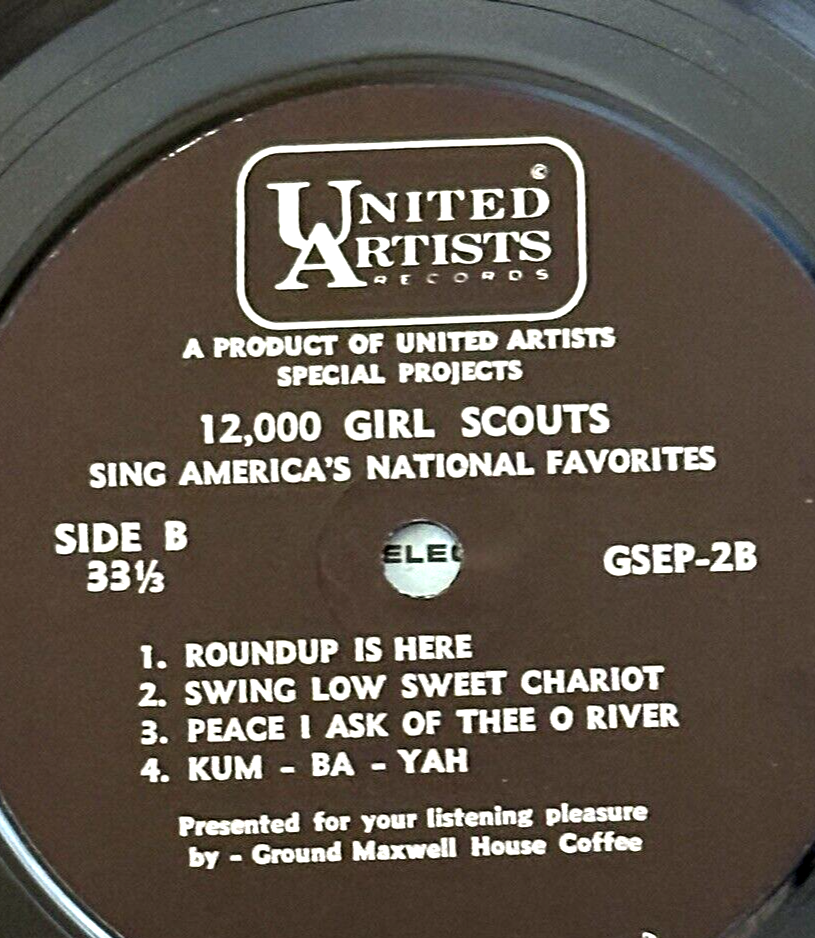 ©
UNITED
ARTISTS
RECORDS
A PRODUCT OF UNITED ARTISTS
SPECIAL PROJECTS
12,000 GIRL SCOUTS
SING AMERICA'S NATIONAL FAVORITES
SIDE B
33⅓
ELEC
GSEP-2B
1. ROUNDUP IS HERE
2. SWING LOW SWEET CHARIOT
3. PEACE I ASK OF THEE O RIVER
4. KUM - BA - YAH
Presented for your listening pleasure
by - Ground Maxwell House Coffee